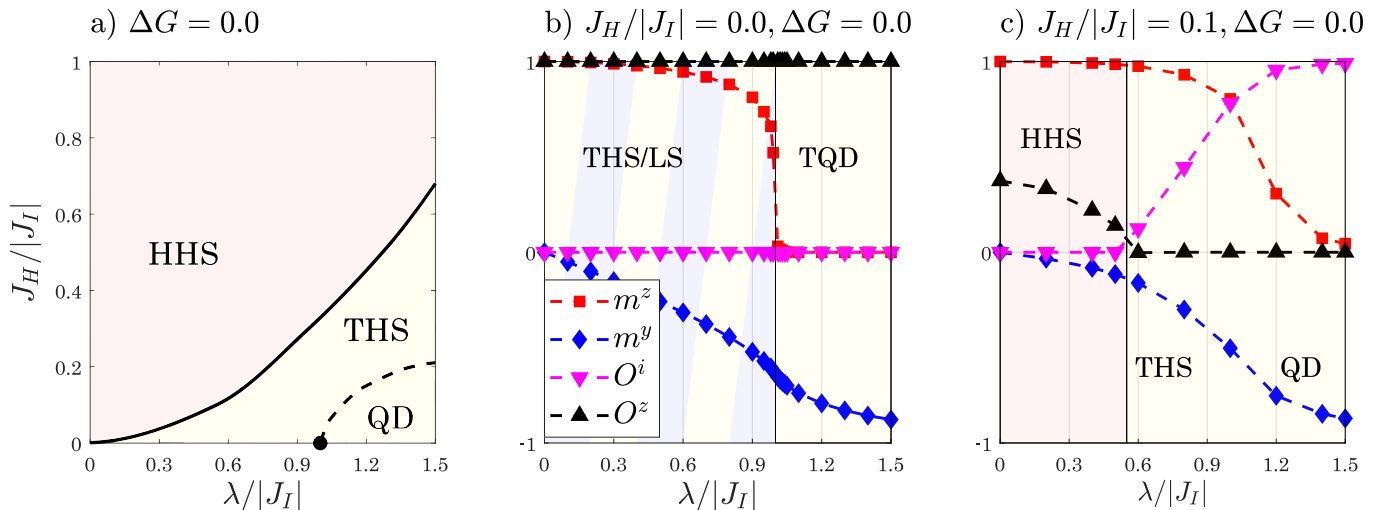 a) ΔG = 0.0
J_H/|J_I|
1
0.8
0.6
0.4
0.2
0
HHS
THS
QD
0 0.3 0.6 0.9 1.2 1.5
λ/|J_I|
b) J_H/|J_I| = 0.0, ΔG = 0.0
1
0
-1
THS/LS
TQD
m^z
m^y
O^i
O^z
0 0.3 0.6 0.9 1.2 1.5
λ/|J_I|
c) J_H/|J_I| = 0.1, ΔG = 0.0
1
0
-1
HHS
THS
QD
0 0.3 0.6 0.9 1.2 1.5
λ/|J_I|